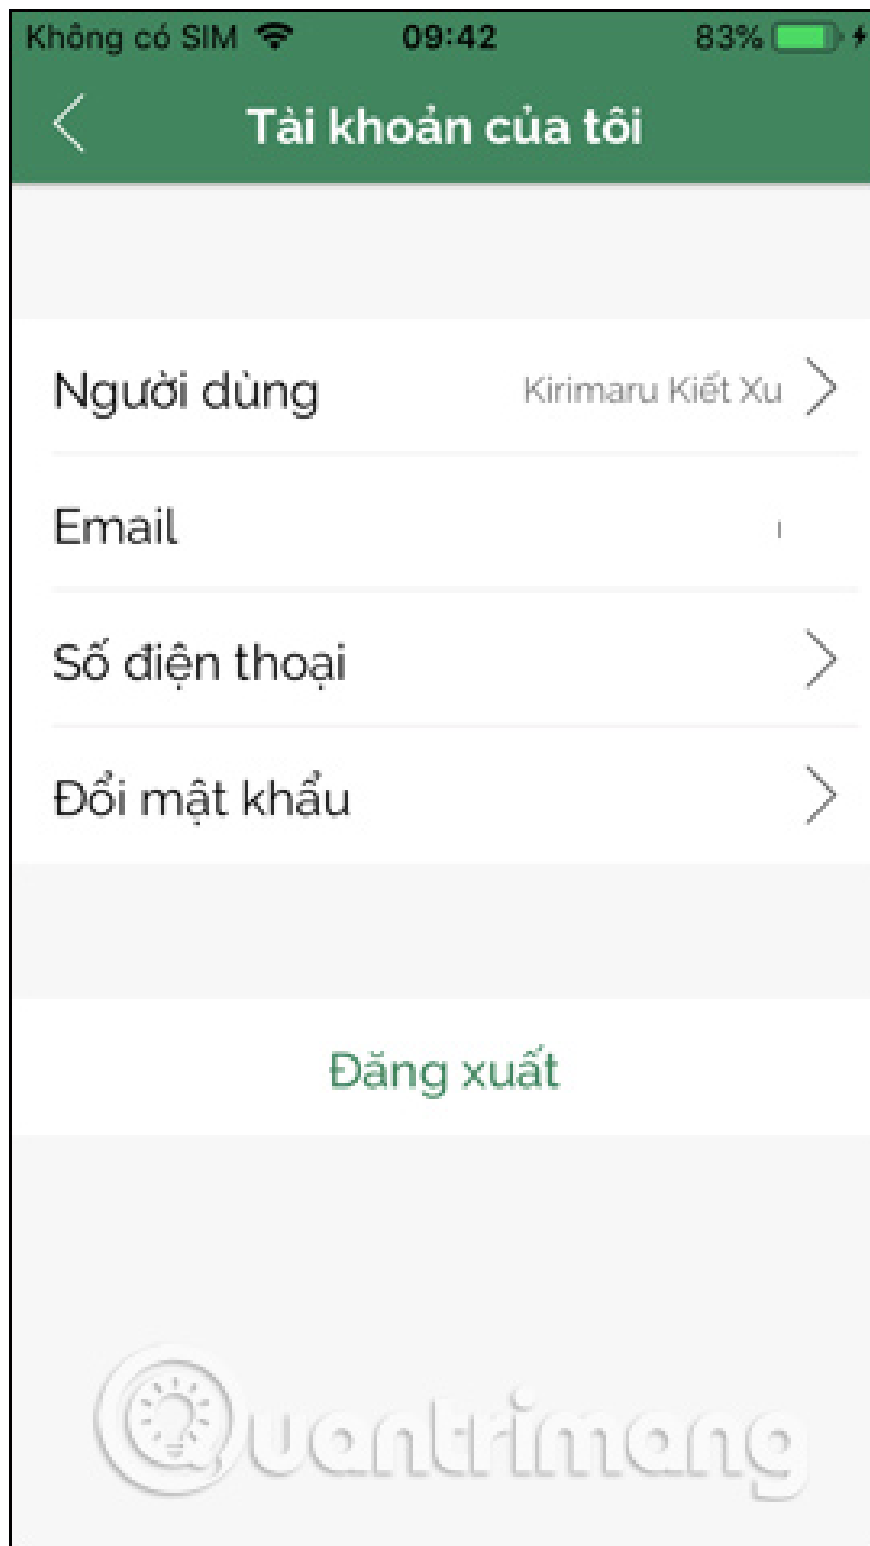 Không có SIM 09:42 83%
Tài khoản của tôi
Người dùng Kirimaru Kiết Xu
Email
Số điện thoại
Đổi mật khẩu
Đăng xuất
Quantrimang